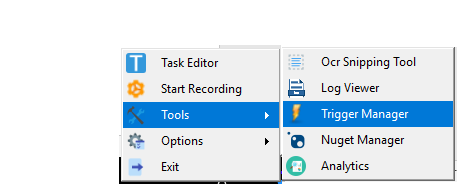 Task Editor
Start Recording
Tools
Options
Exit
Ocr Snipping Tool
Log Viewer
Trigger Manager
Nuget Manager
Analytics